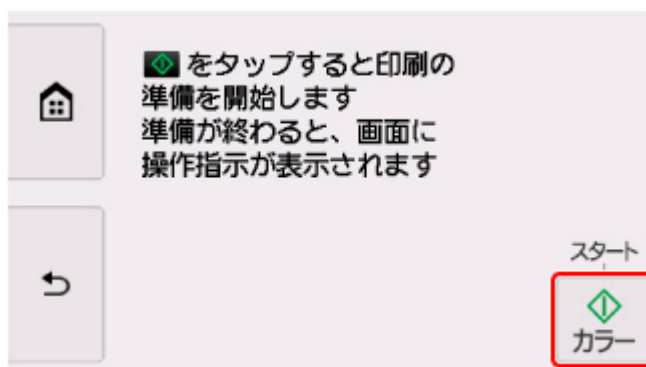 をタップすると印刷の
準備を開始します
準備が終わると、画面に
操作指示が表示されます
スタート
カラー